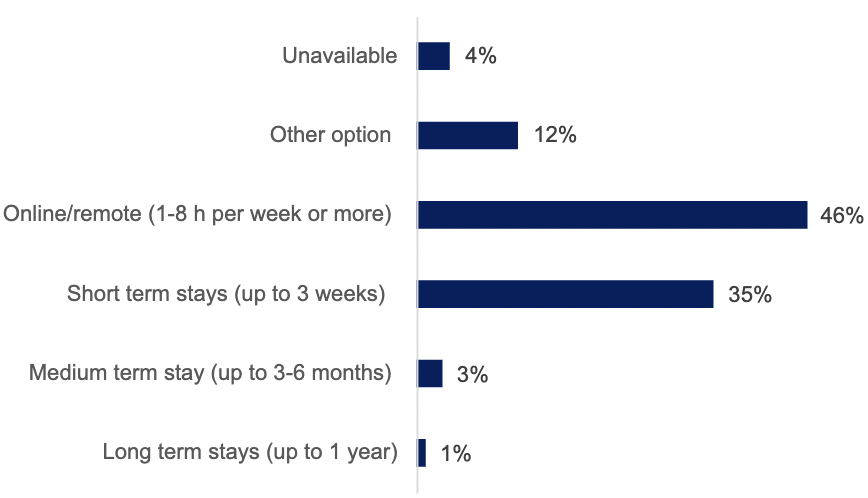 Unavailable 4%
Other option 12%
Online/remote (1-8 h per week or more) 46%
Short term stays (up to 3 weeks) 35%
Medium term stay (up to 3-6 months) 3%
Long term stays (up to 1 year) 1%